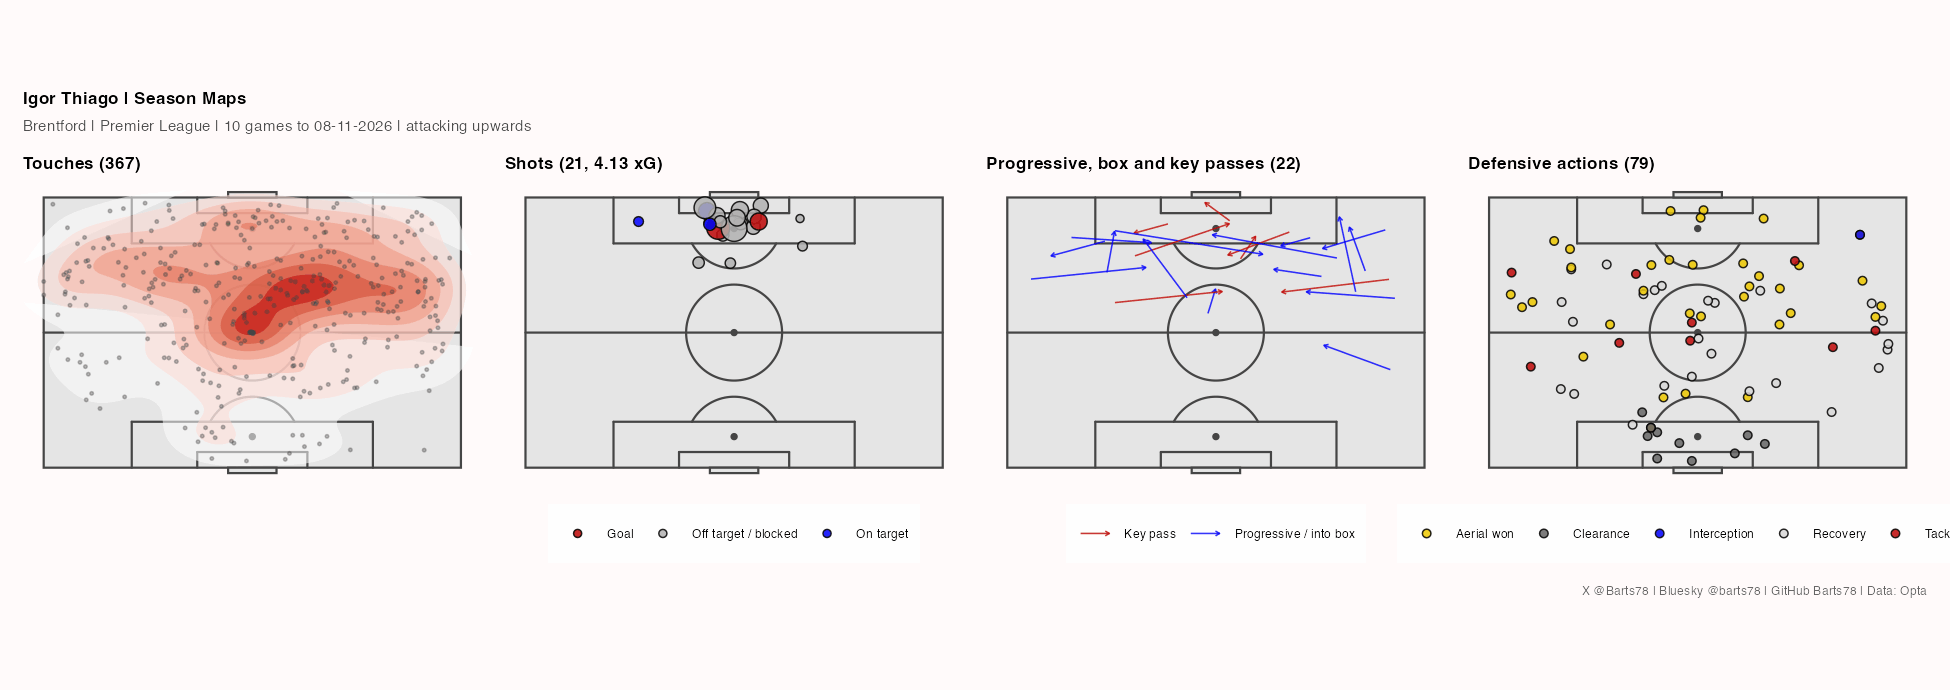 Igor Thiago | Season Maps
Brentford | Premier League | 10 games to 08-11-2026 | attacking upwards
Touches (367)
Shots (21, 4.13 xG)
Progressive, box and key passes (22)
Defensive actions (79)
Goal
Off target / blocked
On target
Key pass
Progressive / into box
Aerial won
Clearance
Interception
Recovery
Tack
X @Barts78 | Bluesky @barts78 | GitHub Barts78 | Data: Opta